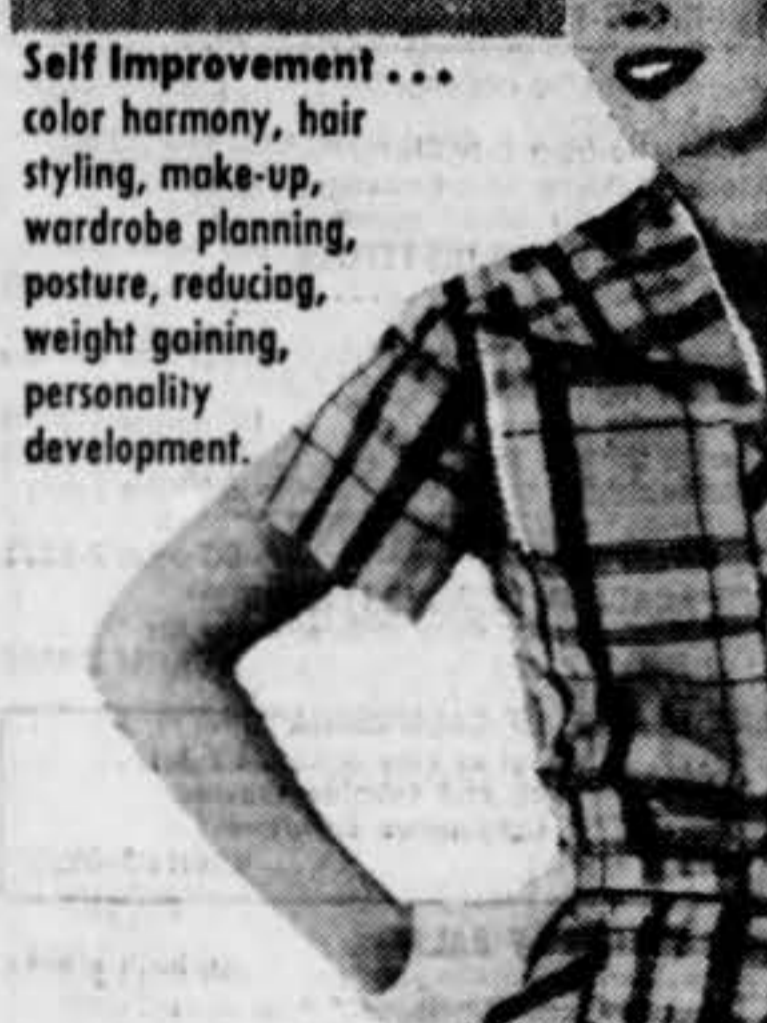 Self Improvement...
color harmony, hair
styling, make-up,
wardrobe planning,
posture, reducing,
weight gaining,
personality
development.